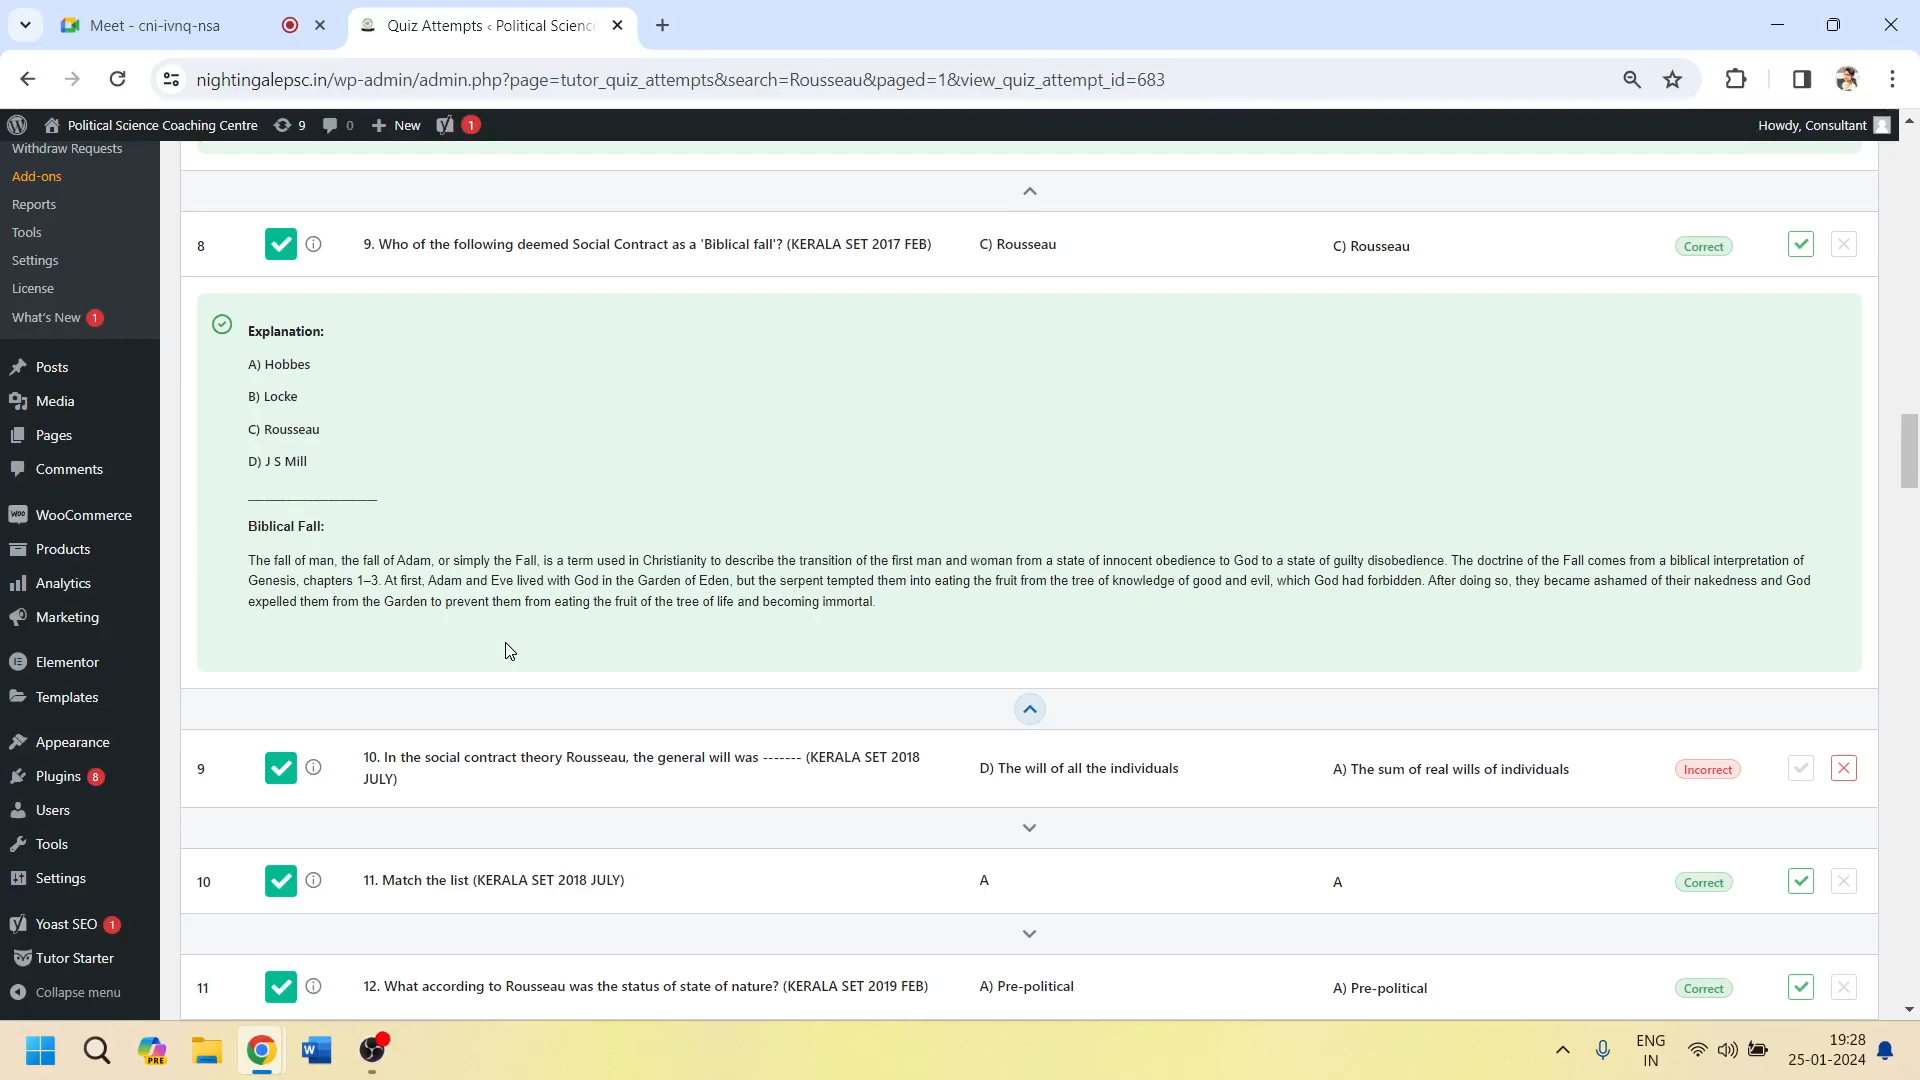 Meet - cni-ivnq-nsa
Quiz Attempts ‹ Political Science
nightingalepsc.in/wp-admin/admin.php?page=tutor_quiz_attempts&search=Rousseau&paged=1&view_quiz_attempt_id=683
Political Science Coaching Centre
9
0
New
1
Howdy, Consultant
Withdraw Requests
Add-ons
Reports
Tools
Settings
License
What's New 1
Posts
Media
Pages
Comments
WooCommerce
Products
Analytics
Marketing
Elementor
Templates
Appearance
Plugins 8
Users
Tools
Settings
Yoast SEO 1
Tutor Starter
Collapse menu
8
9. Who of the following deemed Social Contract as a 'Biblical fall'? (KERALA SET 2017 FEB)
C) Rousseau
C) Rousseau
Correct
Explanation:
A) Hobbes
B) Locke
C) Rousseau
D) J S Mill
____________________
Biblical Fall:
The fall of man, the fall of Adam, or simply the Fall, is a term used in Christianity to describe the transition of the first man and woman from a state of innocent obedience to God to a state of guilty disobedience. The doctrine of the Fall comes from a biblical interpretation of
Genesis, chapters 1–3. At first, Adam and Eve lived with God in the Garden of Eden, but the serpent tempted them into eating the fruit from the tree of knowledge of good and evil, which God had forbidden. After doing so, they became ashamed of their nakedness and God
expelled them from the Garden to prevent them from eating the fruit of the tree of life and becoming immortal.
9
10. In the social contract theory Rousseau, the general will was ------- (KERALA SET 2018
JULY)
D) The will of all the individuals
A) The sum of real wills of individuals
Incorrect
10
11. Match the list (KERALA SET 2018 JULY)
A
A
Correct
11
12. What according to Rousseau was the status of state of nature? (KERALA SET 2019 FEB)
A) Pre-political
A) Pre-political
Correct
PRE
ENG
IN
19:28
25-01-2024